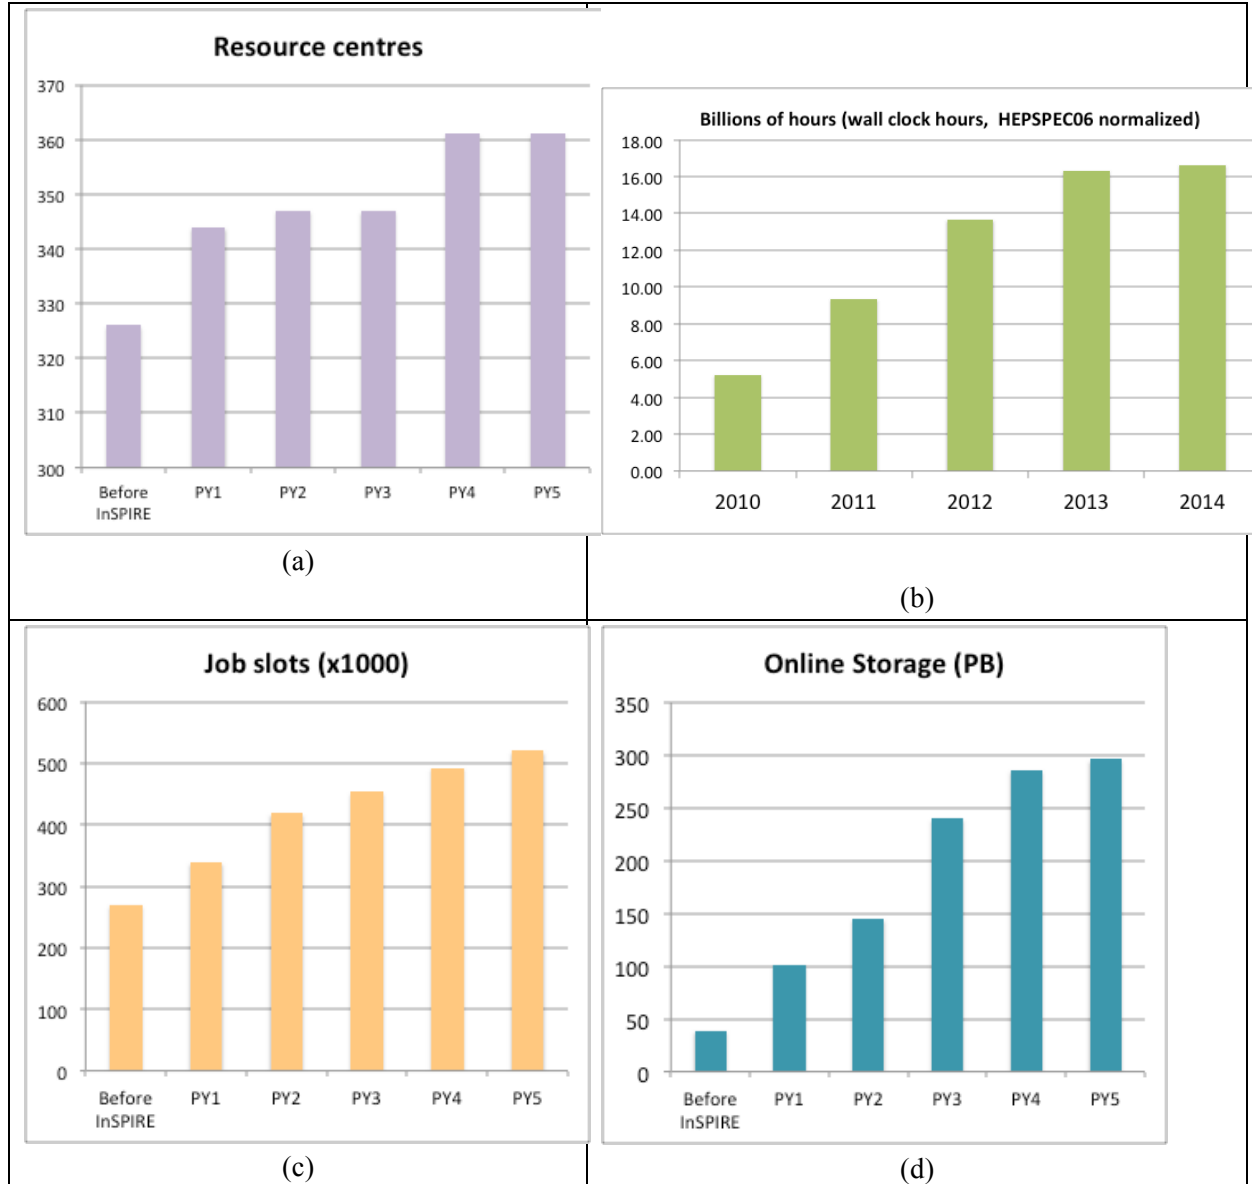 Resource centres
370
360
350
340
330
320
310
300
Before InSPIRE PY1 PY2 PY3 PY4 PY5
(a)
Billions of hours (wall clock hours, HEPSPEC06 normalized)
18.00
16.00
14.00
12.00
10.00
8.00
6.00
4.00
2.00
0.00
2010 2011 2012 2013 2014
(b)
Job slots (x1000)
600
500
400
300
200
100
0
Before InSPIRE PY1 PY2 PY3 PY4 PY5
(c)
Online Storage (PB)
350
300
250
200
150
100
50
0
Before InSPIRE PY1 PY2 PY3 PY4 PY5
(d)